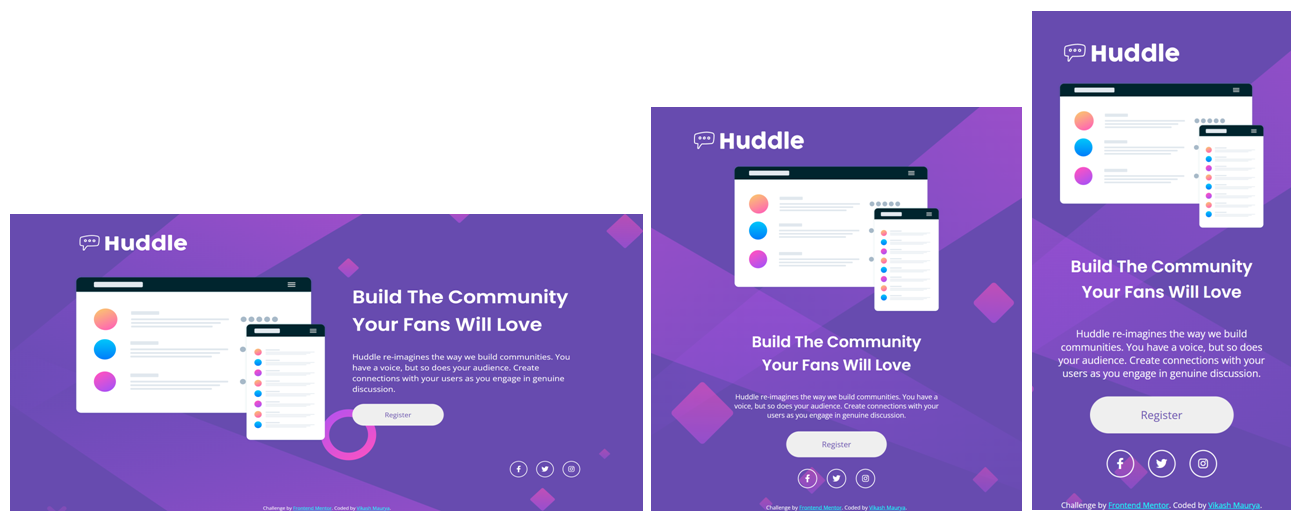 Huddle
Build The Community
Your Fans Will Love
Huddle re-imagines the way we build communities. You
have a voice, but so does your audience. Create
connections with your users as you engage in genuine
discussion.
Register
Challenge by Frontend Mentor. Coded by Vikash Maurya.
Huddle
Build The Community
Your Fans Will Love
Huddle re-imagines the way we build communities. You have a
voice, but so does your audience. Create connections with your
users as you engage in genuine discussion.
Register
Challenge by Frontend Mentor. Coded by Vikash Maurya.
Huddle
Build The Community
Your Fans Will Love
Huddle re-imagines the way we build
communities. You have a voice, but so does
your audience. Create connections with your
users as you engage in genuine discussion.
Register
Challenge by Frontend Mentor. Coded by Vikash Maurya.